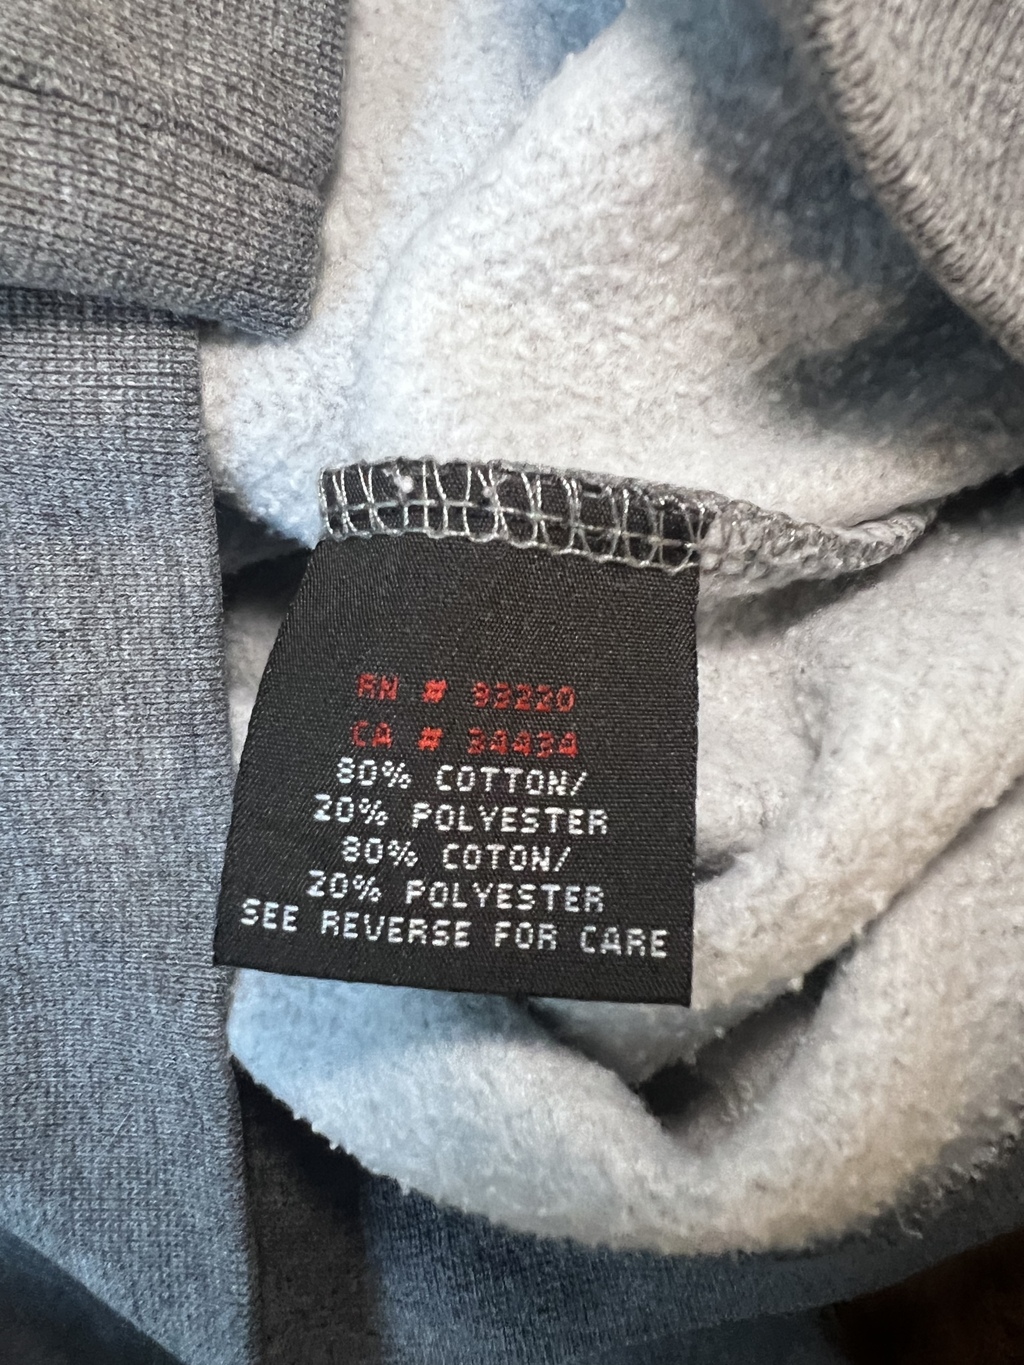 RN # 93220
CA # 34434
80% COTTON/
20% POLYESTER
80% COTON/
20% POLYESTER
SEE REVERSE FOR CARE